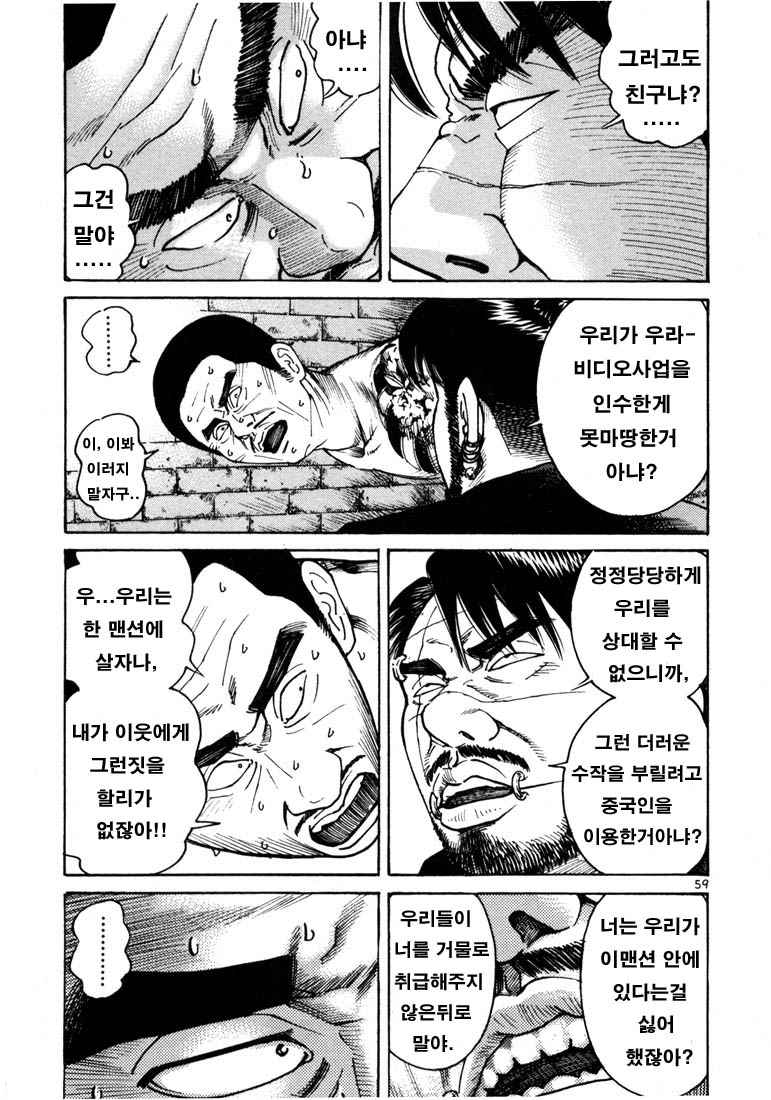 그러고도
친구냐?
.....
아냐
....
그건
말야
.....
우리가 우라-
비디오사업을
인수한게
못마땅한거
아냐?
......
이, 이봐
이러지
말자구..
정정당당하게
우리를
상대할 수
없으니까,
그런 더러운
수작을 부릴려고
중국인을
이용한거아냐?
우...우리는
한 맨션에
살자나,
내가 이웃에게
그런짓을
할리가
없잖아!!
59
너는 우리가
이맨션 안에
있다는걸
싫어
했잖아?
우리들이
너를 거물로
취급해주지
않은뒤로
말야.
.......